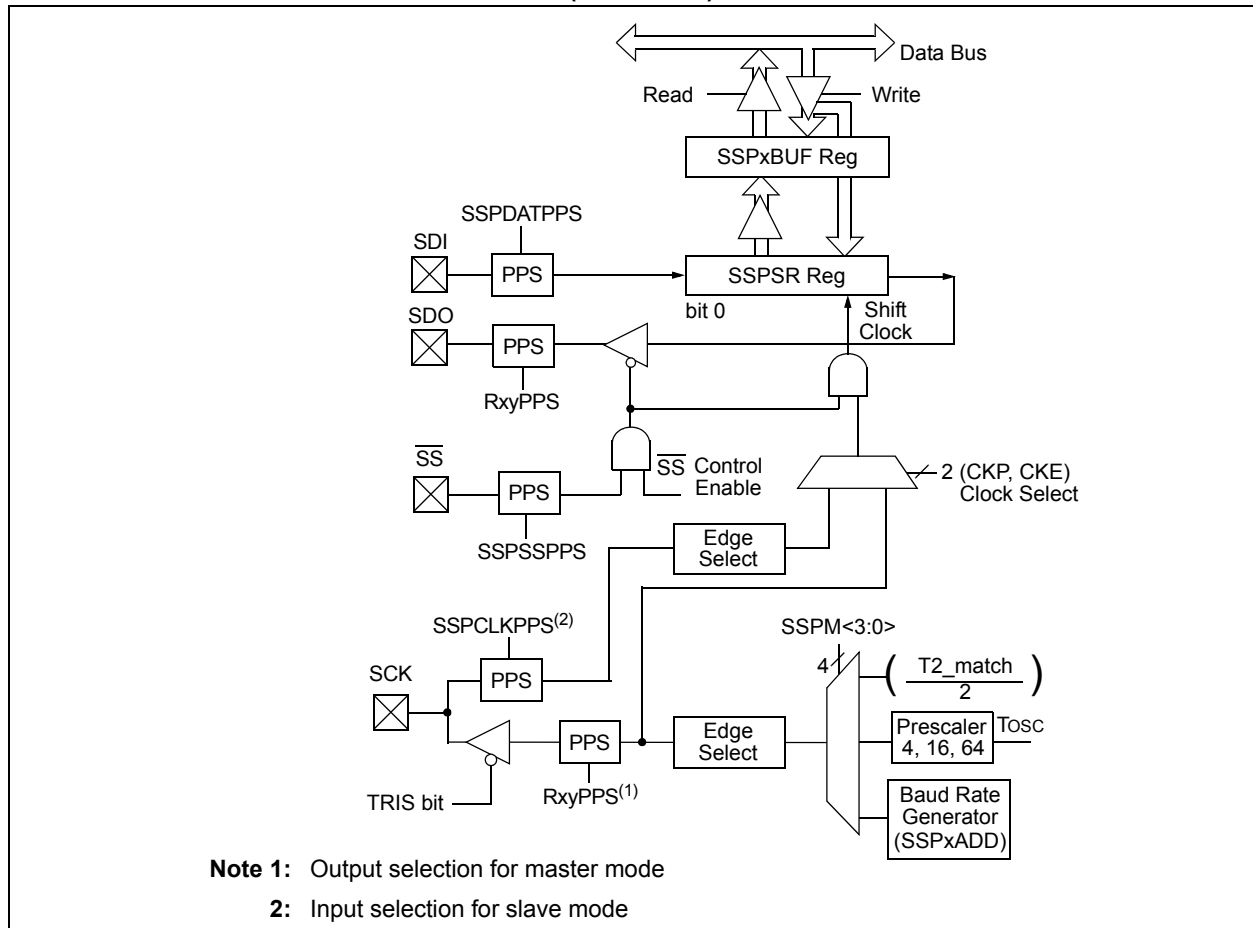 Data Bus
Read
Write
SSPxBUF Reg
SSPDATPPS
SDI
PPS
SSPSR Reg
bit 0
Shift
Clock
SDO
PPS
RxyPPS
SS
PPS
SSPSSPPS
SS Control
Enable
2 (CKP, CKE)
Clock Select
Edge
Select
SSPCLKPPS(2)
SCK
PPS
SSPM<3:0>
4
( T2_match
2 )
Prescaler
4, 16, 64
TOSC
Edge
Select
PPS
RxyPPS(1)
TRIS bit
Baud Rate
Generator
(SSPxADD)
Note 1: Output selection for master mode
2: Input selection for slave mode